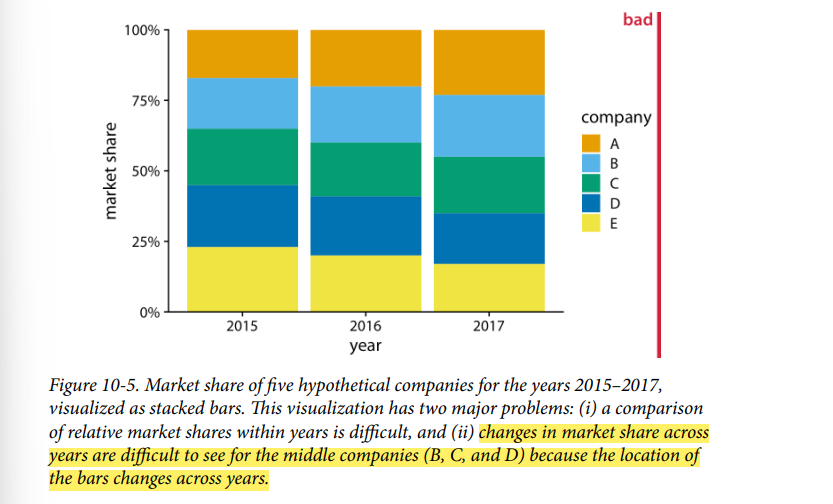 bad
100%
75%
50%
25%
0%
market share
2015
2016
2017
year
company
A
B
C
D
E
Figure 10-5. Market share of five hypothetical companies for the years 2015–2017,
visualized as stacked bars. This visualization has two major problems: (i) a comparison
of relative market shares within years is difficult, and (ii) changes in market share across
years are difficult to see for the middle companies (B, C, and D) because the location of
the bars changes across years.